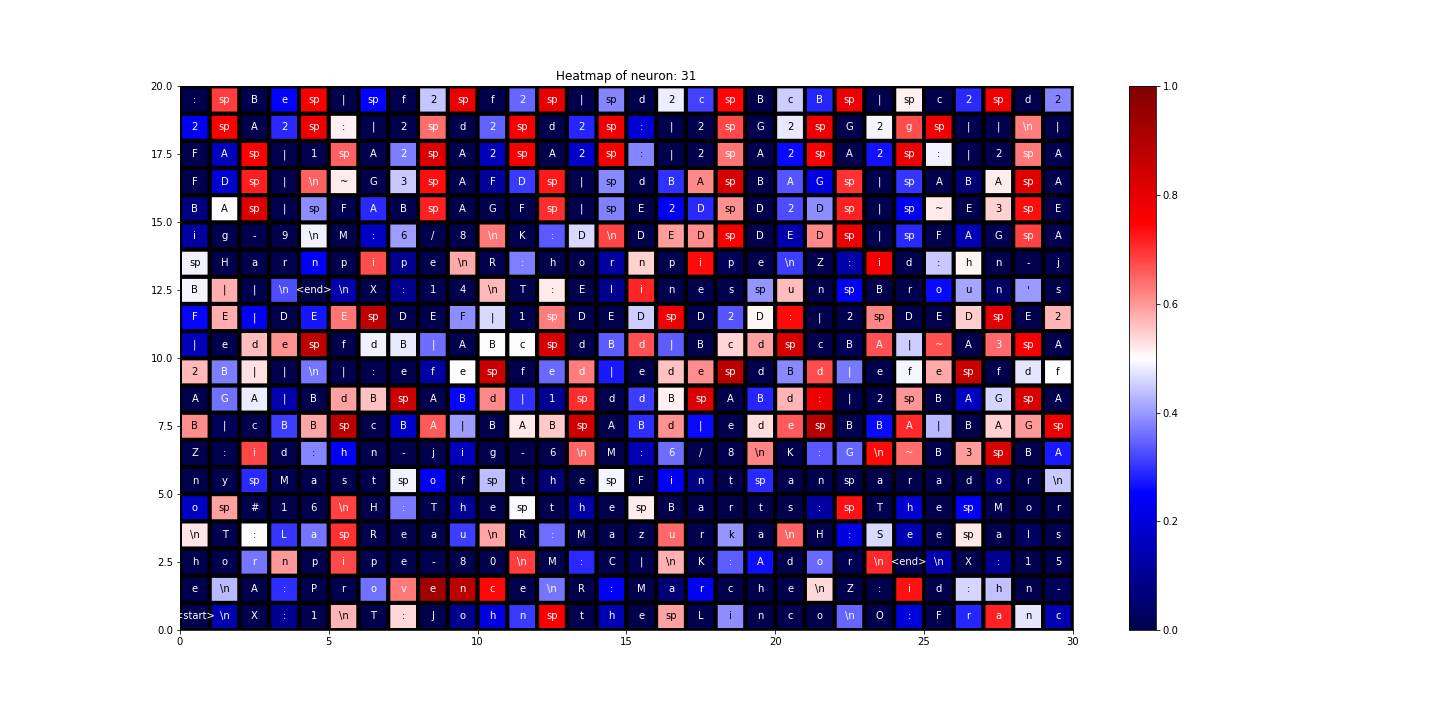 Heatmap of neuron: 31
20.0 : sp B e sp | sp f 2 sp f 2 sp | sp d 2 c sp B c B sp | sp c 2 sp d 2 1.0
2 sp A 2 sp : | 2 sp d 2 sp d 2 sp : | 2 sp G 2 sp G 2 g sp | | \n |
17.5 F A sp | 1 sp A 2 sp A 2 sp A 2 sp : | 2 sp A 2 sp A 2 sp : | 2 sp A
F D sp | \n ~ G 3 sp A F D sp | sp d B A sp B A G sp | sp A B A sp A 0.8
15.0 B A sp | sp F A B sp A G F sp | sp E 2 D sp D 2 D sp | sp ~ E 3 sp E
i g - 9 \n M : 6 / 8 \n K : D \n D E D sp D E D sp | sp F A G sp A
sp H a r n p i p e \n R : h o r n p i p e \n Z : i d : h n - j
12.5 B | | \n <end> \n X : 1 4 \n T : E l i n e s sp u n sp B r o u n ' s 0.6
F E | D E E sp D E F | 1 sp D E D sp D 2 D : | 2 sp D E D sp E 2
10.0 | e d e sp f d B | A B c sp d B d | B c d sp c B A | ~ A 3 sp A
2 B | | \n | : e f e sp f e d | e d e sp d B d | e f e sp f d f 0.4
A G A | B d B sp A B d | 1 sp d d B sp A B d : | 2 sp B A G sp A
7.5 B | c B B sp c B A | B A B sp A B d | e d e sp B B A | B A G sp
Z : i d : h n - j i g - 6 \n M : 6 / 8 \n K : G \n ~ B 3 sp B A
5.0 n y sp M a s t sp o f sp t h e sp F i n t sp a n s p a r a d o r \n 0.2
o sp # 1 6 \n H : T h e sp t h e sp B a r t s : sp T h e sp M o r
\n T : L a sp R e a u \n R : M a z u r k a \n H : S e e sp a l s
2.5 h o r n p i p e - 8 0 \n M : C | \n K : A d o r \n <end> \n X : 1 5
e \n A : P r o v e n c e \n R : M a r c h e \n Z : i d : h n -
0.0 <start> \n X : 1 \n T : J o h n sp t h e sp L i n c o \n O : F r a n c 0.0
0 5 10 15 20 25 30